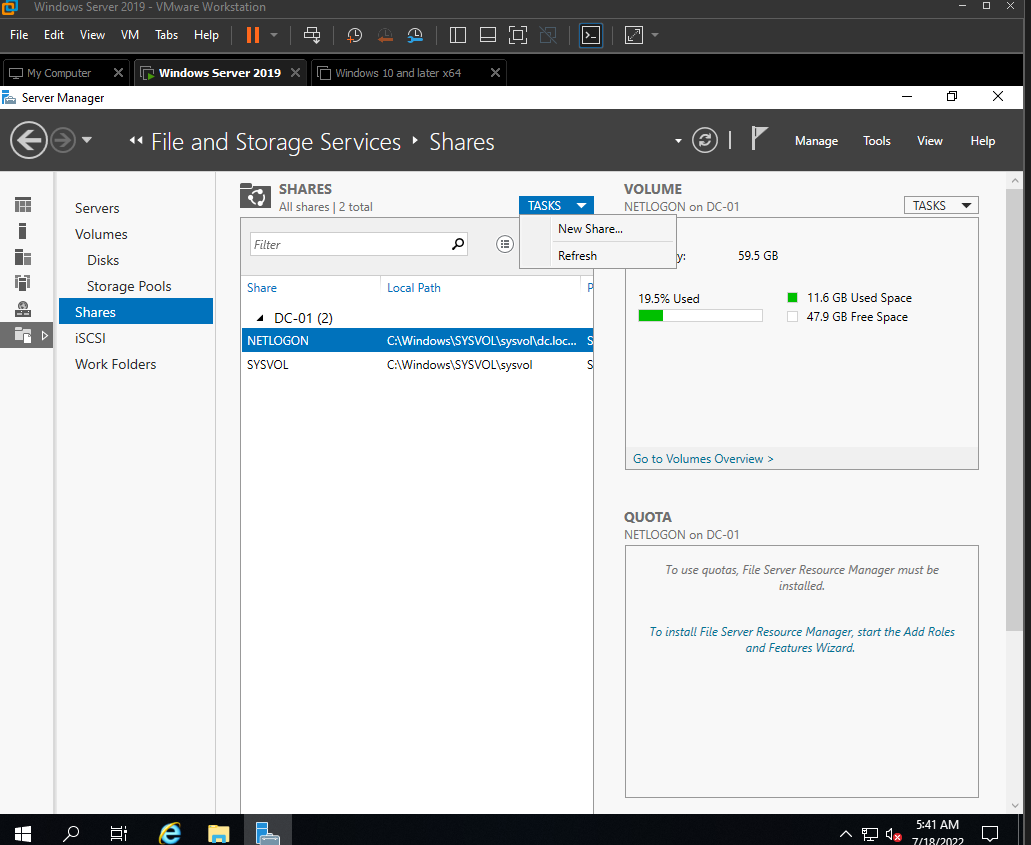 Windows Server 2019 - VMware Workstation
File Edit View VM Tabs Help
My Computer
Windows Server 2019
Windows 10 and later x64
Server Manager
File and Storage Services
Shares
Manage Tools View Help
Servers
Volumes
Disks
Storage Pools
Shares
iSCSI
Work Folders
SHARES
All shares | 2 total
TASKS
New Share...
Refresh
Filter
Share Local Path P
DC-01 (2)
NETLOGON C:\Windows\SYSVOL\sysvol\dc.loc... S
SYSVOL C:\Windows\SYSVOL\sysvol S
VOLUME
NETLOGON on DC-01
TASKS
y: 59.5 GB
19.5% Used
11.6 GB Used Space
47.9 GB Free Space
Go to Volumes Overview >
QUOTA
NETLOGON on DC-01
To use quotas, File Server Resource Manager must be
installed.
To install File Server Resource Manager, start the Add Roles
and Features Wizard.
5:41 AM
7/18/2022